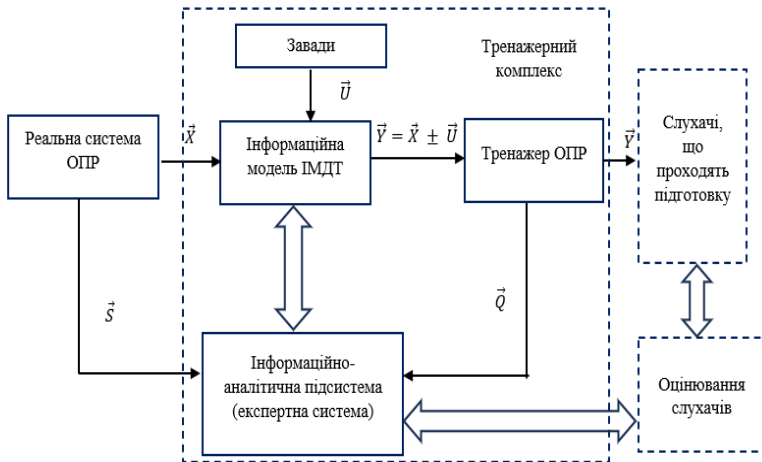 Завади
Тренажерний
комплекс
U⃗
Реальна система
ОПР
X⃗
Інформаційна
модель ІМДТ
Y⃗ = X⃗ ± U⃗
Тренажер ОПР
Y⃗
Слухачі,
що
проходять
підготовку
S⃗
Q⃗
Інформаційно-
аналітична підсистема
(експертна система)
Оцінювання
слухачів